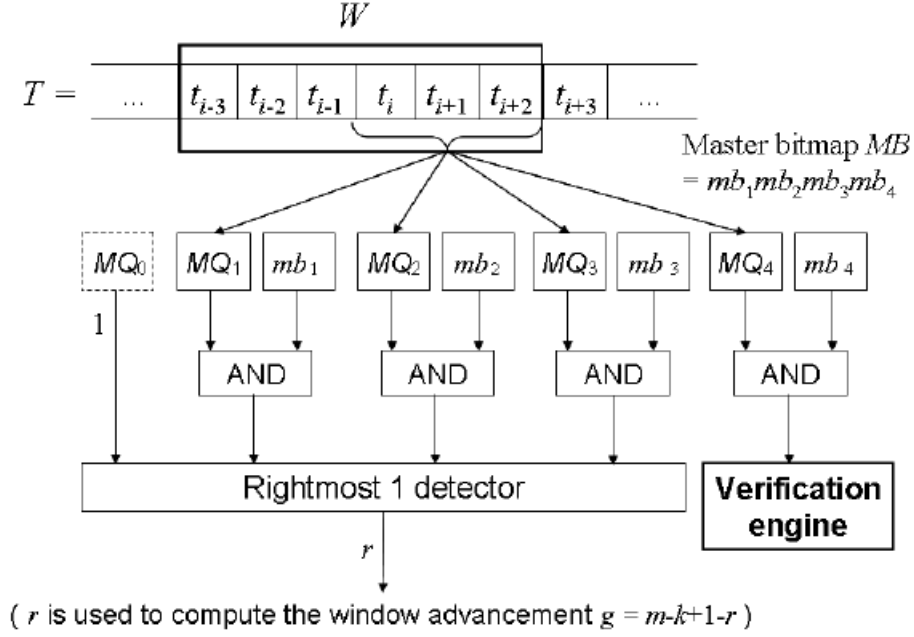 W
T = ... t_{i-3} t_{i-2} t_{i-1} t_i t_{i+1} t_{i+2} t_{i+3} ...
Master bitmap MB
= mb_1mb_2mb_3mb_4
MQ_0 MQ_1 mb_1 MQ_2 mb_2 MQ_3 mb_3 MQ_4 mb_4
1
AND AND AND AND
Rightmost 1 detector
Verification
engine
r
( r is used to compute the window advancement g = m-k+1-r )